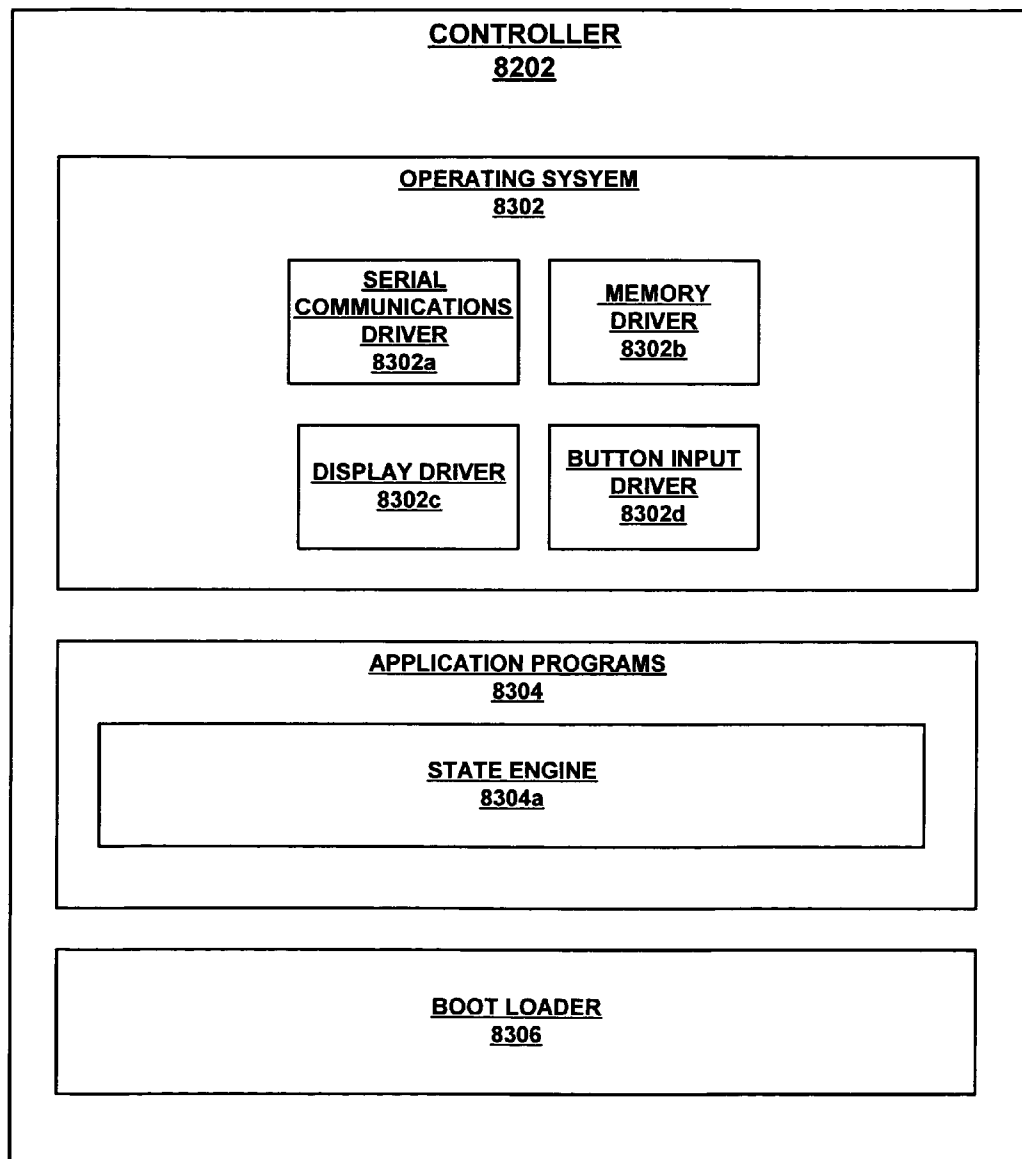 CONTROLLER
8202
OPERATING SYSYEM
8302
SERIAL
COMMUNICATIONS
DRIVER
8302a
MEMORY
DRIVER
8302b
DISPLAY DRIVER
8302c
BUTTON INPUT
DRIVER
8302d
APPLICATION PROGRAMS
8304
STATE ENGINE
8304a
BOOT LOADER
8306